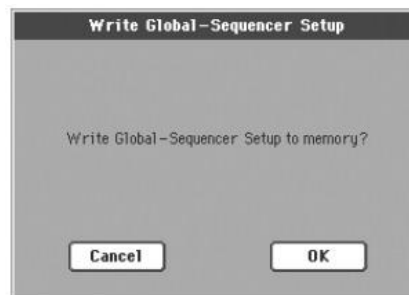 Write Global-Sequencer Setup
Write Global-Sequencer Setup to memory?
Cancel OK